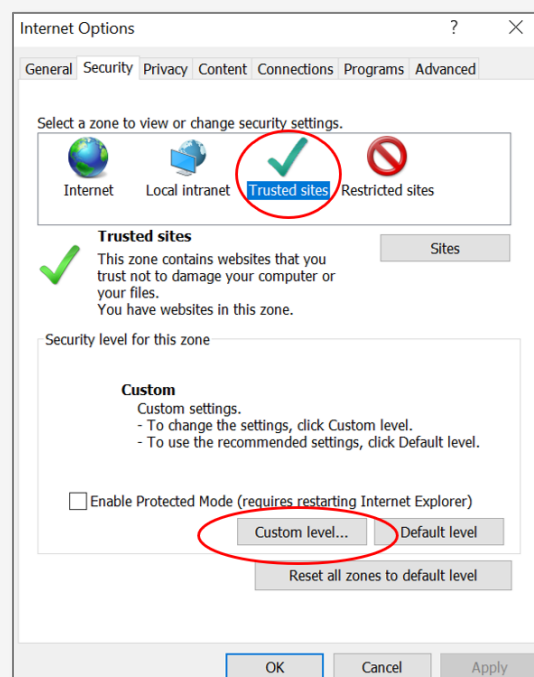 Internet Options ? ×
General Security Privacy Content Connections Programs Advanced
Select a zone to view or change security settings.
Internet Local intranet Trusted sites Restricted sites
Trusted sites
Sites
This zone contains websites that you
trust not to damage your computer or
your files.
You have websites in this zone.
Security level for this zone
Custom
Custom settings.
- To change the settings, click Custom level.
- To use the recommended settings, click Default level.
Enable Protected Mode (requires restarting Internet Explorer)
Custom level... Default level
Reset all zones to default level
OK Cancel Apply